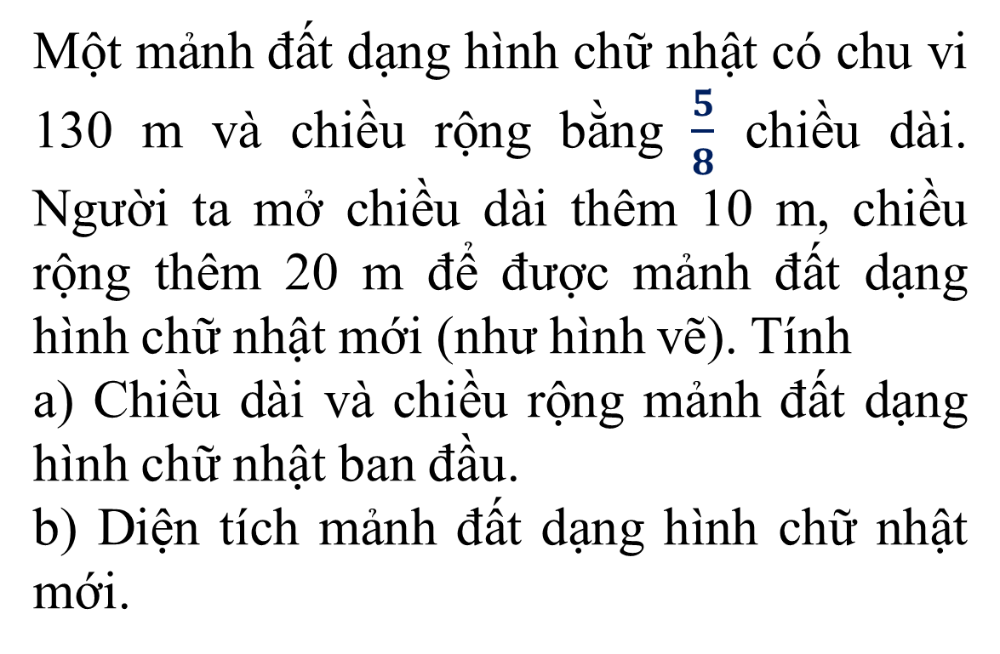 Một mảnh đất dạng hình chữ nhật có chu vi
130 m và chiều rộng bằng 5/8 chiều dài.
Người ta mở chiều dài thêm 10 m, chiều
rộng thêm 20 m để được mảnh đất dạng
hình chữ nhật mới (như hình vẽ). Tính
a) Chiều dài và chiều rộng mảnh đất dạng
hình chữ nhật ban đầu.
b) Diện tích mảnh đất dạng hình chữ nhật
mới.